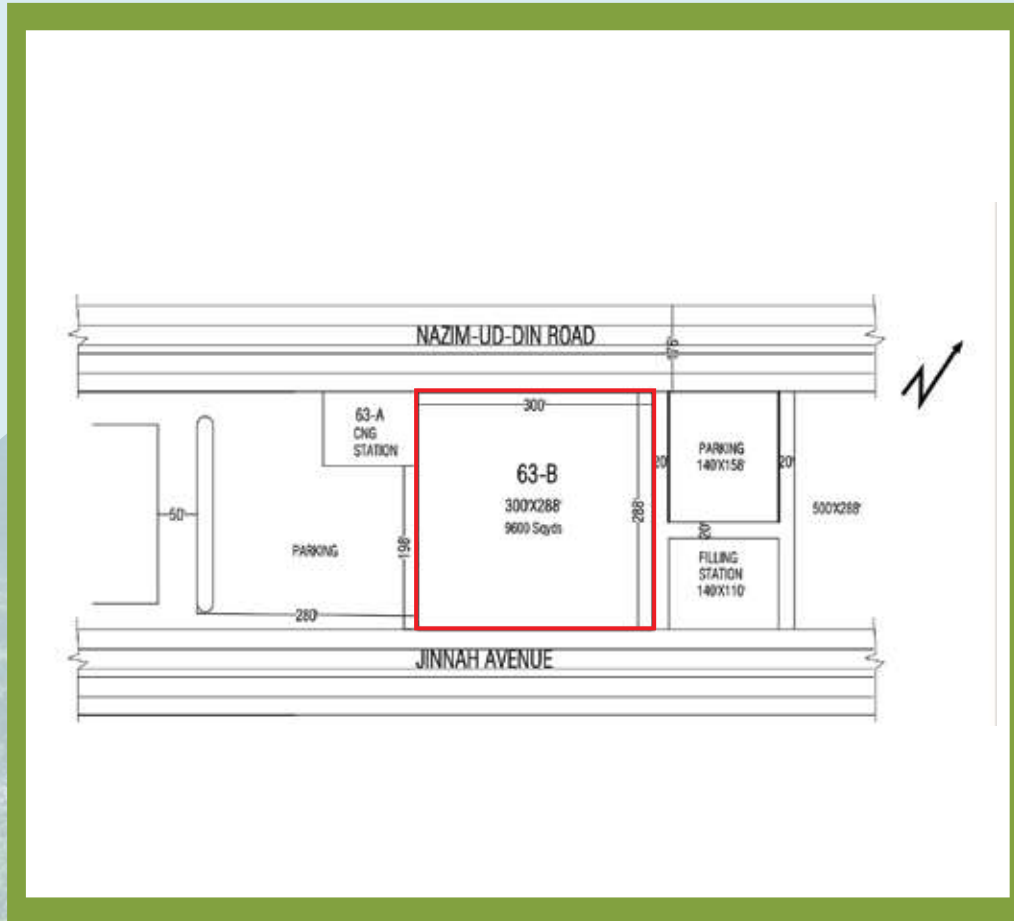 NAZIM-UD-DIN ROAD
176'
300'
63-A
CNG
STATION
63-B
300'X288'
9600 Sqyds
288'
20'
PARKING
140'X158'
20'
500'X288'
50'
PARKING
198'
20'
FILLING
STATION
140'X110'
280'
JINNAH AVENUE
N